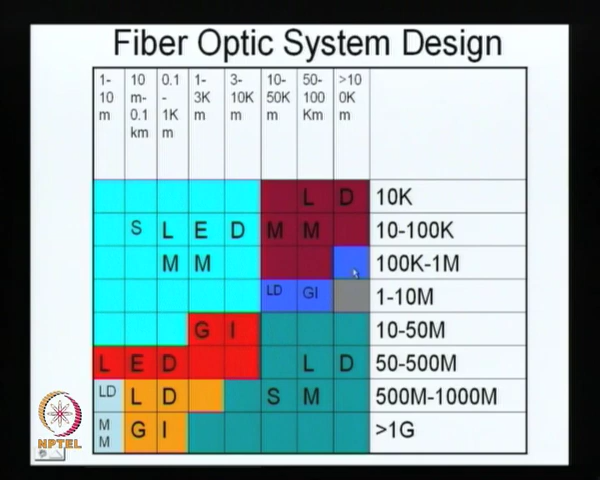 Fiber Optic System Design
1- 10 m
10 m- 0.1 km
0.1 - 1K m
1- 3K m
3- 10K m
10- 50K m
50- 100 Km
>10 0K m
L D 10K
S L E D M M 10-100K
M M 100K-1M
LD GI 1-10M
G I 10-50M
L E D L D 50-500M
LD L D S M 500M-1000M
M M G I >1G
NPTEL